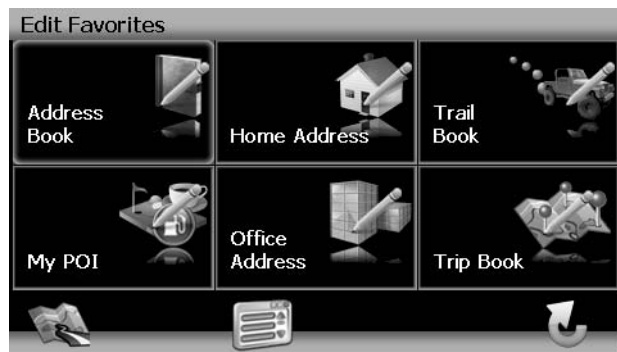 Edit Favorites
Address
Book
Home Address
Trail
Book
My POI
Office
Address
Trip Book